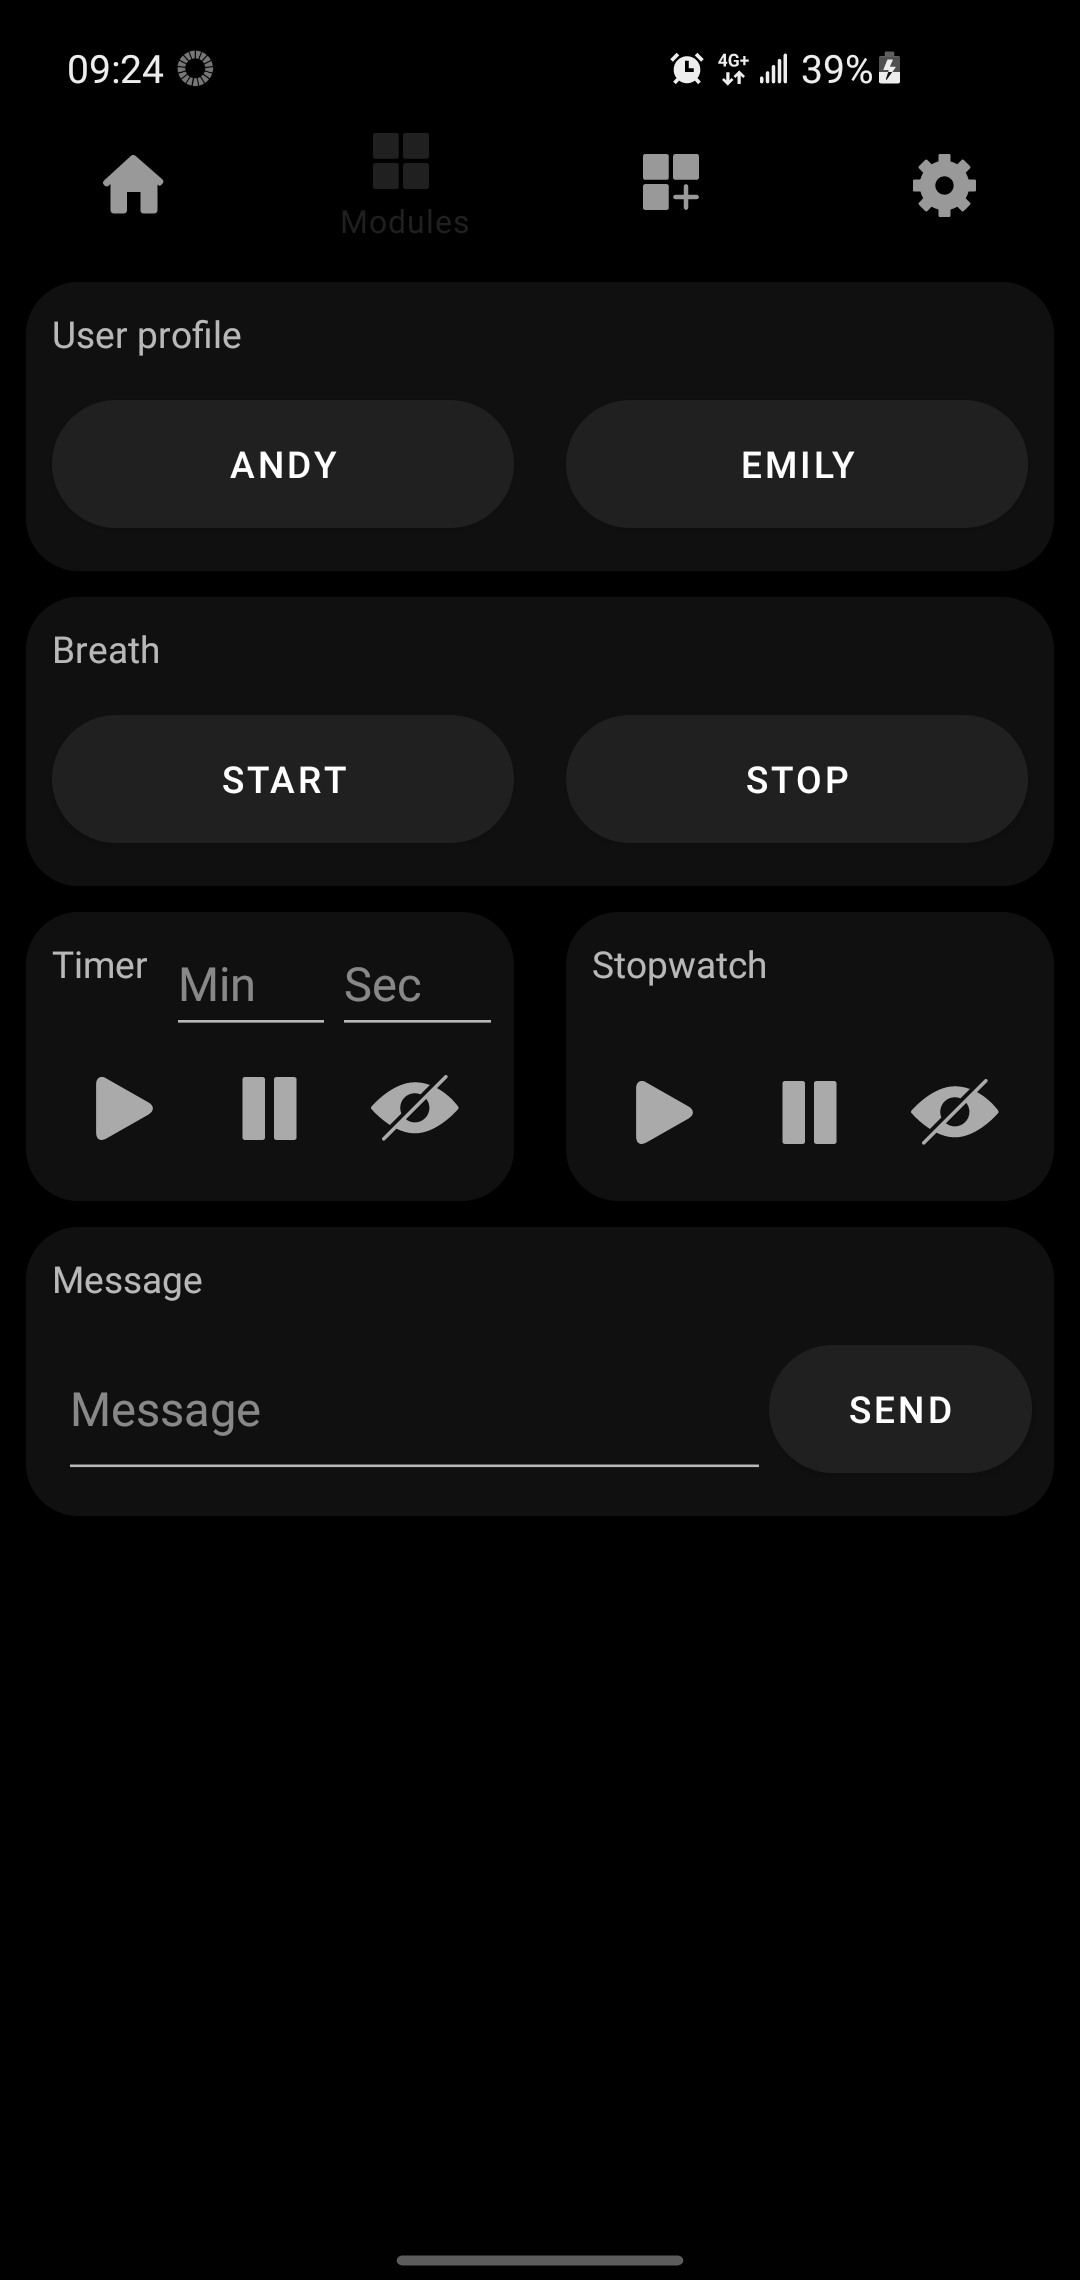 09:24 4G+ 39%
Modules
User profile
ANDY EMILY
Breath
START STOP
Timer Min Sec Stopwatch
Message
Message SEND